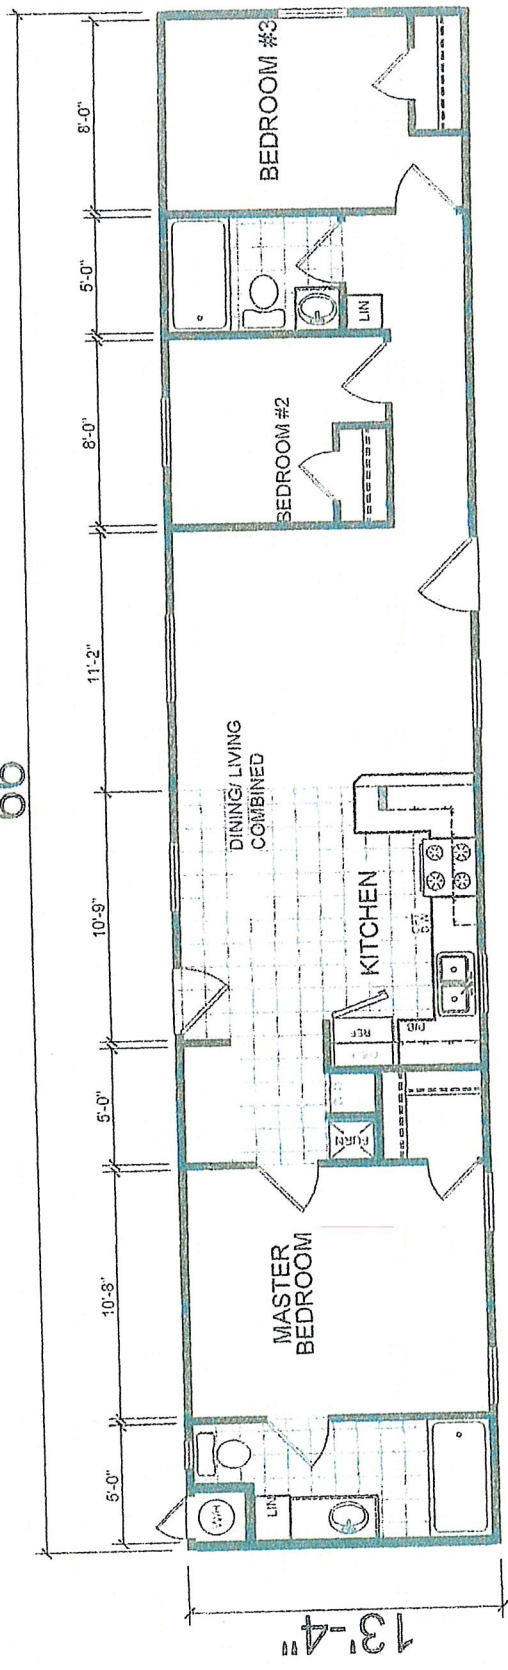 66
8'-0"
5'-0"
8'-0"
11'-2"
10'-9"
5'-0"
10'-8"
5'-0"
13'-4"
BEDROOM #3
LIN
BEDROOM #2
DINING/ LIVING
COMBINED
KITCHEN
REF
FURN
MASTER
BEDROOM
LIN
W/H